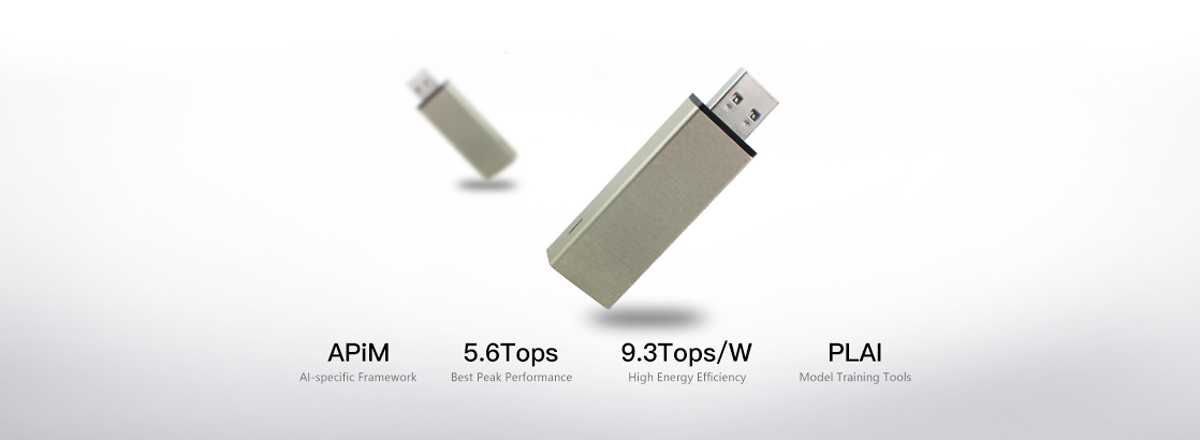 APiM
AI-specific Framework
5.6Tops
Best Peak Performance
9.3Tops/W
High Energy Efficiency
PLAI
Model Training Tools